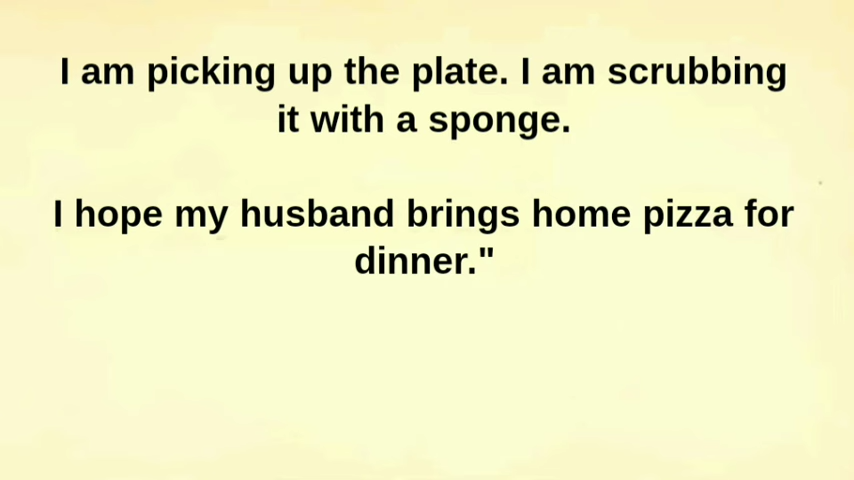 I am picking up the plate. I am scrubbing
it with a sponge.
I hope my husband brings home pizza for
dinner."